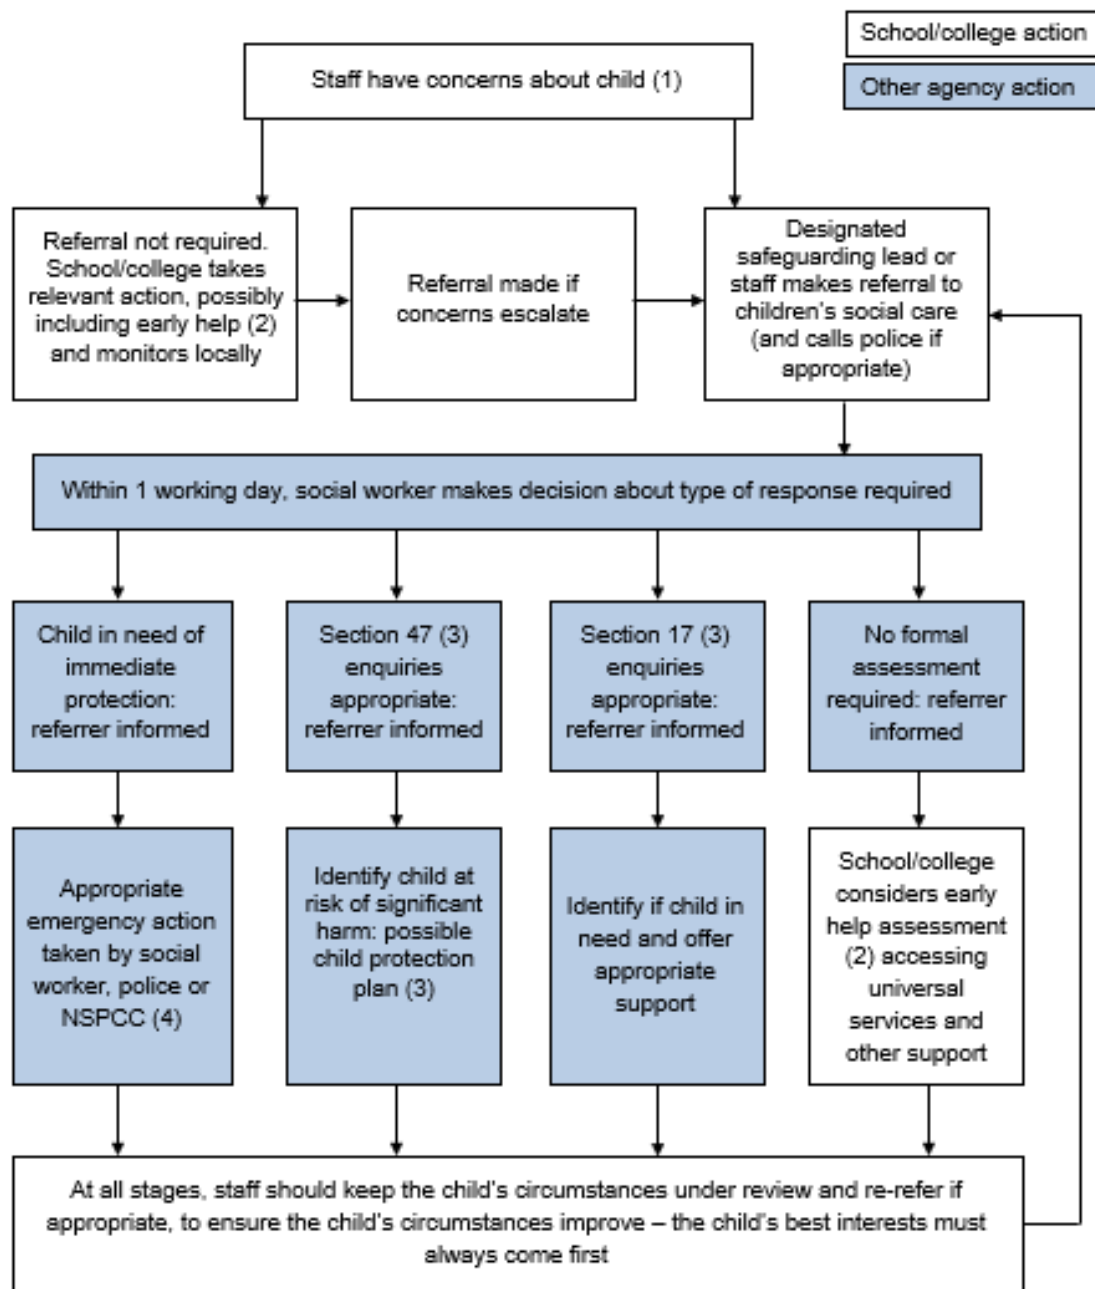 School/college action
Other agency action
Staff have concerns about child (1)
Referral not required.
School/college takes
relevant action, possibly
including early help (2)
and monitors locally
Referral made if
concerns escalate
Designated
safeguarding lead or
staff makes referral to
children’s social care
(and calls police if
appropriate)
Within 1 working day, social worker makes decision about type of response required
Child in need of
immediate
protection:
referrer informed
Section 47 (3)
enquiries
appropriate:
referrer informed
Section 17 (3)
enquiries
appropriate:
referrer informed
No formal
assessment
required: referrer
informed
Appropriate
emergency action
taken by social
worker, police or
NSPCC (4)
Identify child at
risk of significant
harm: possible
child protection
plan (3)
Identify if child in
need and offer
appropriate
support
School/college
considers early
help assessment
(2) accessing
universal
services and
other support
At all stages, staff should keep the child’s circumstances under review and re-refer if
appropriate, to ensure the child’s circumstances improve – the child’s best interests must
always come first